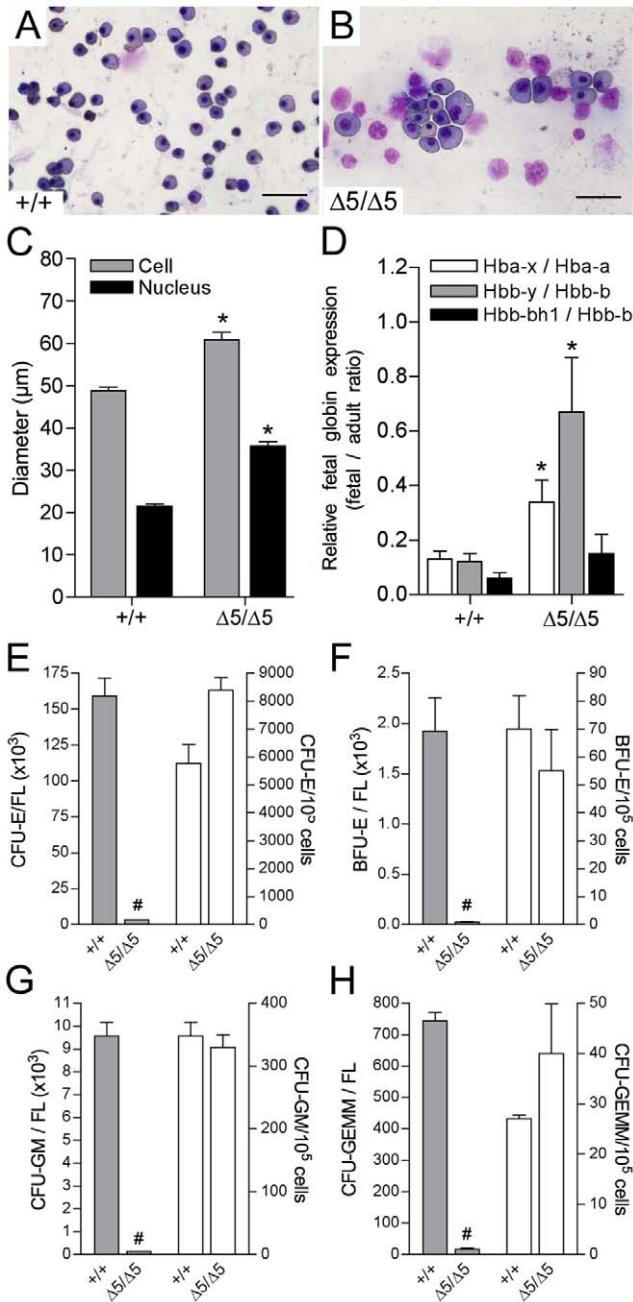 A
+/+
B
Δ5/Δ5
C
Diameter (µm)
80
70
60
50
40
30
20
10
0
Cell
Nucleus
*
*
+/+
Δ5/Δ5
D
Relative fetal globin expression
(fetal / adult ratio)
1.2
1.0
0.8
0.6
0.4
0.2
0.0
Hba-x / Hba-a
Hbb-y / Hbb-b
Hbb-bh1 / Hbb-b
*
*
+/+
Δ5/Δ5
E
CFU-E/FL (x10³)
175
150
125
100
75
50
25
0
#
9000
8000
7000
6000
5000
4000
3000
2000
1000
0
CFU-E/10⁵ cells
+/+
Δ5/Δ5
+/+
Δ5/Δ5
F
BFU-E / FL (x10³)
2.5
2.0
1.5
1.0
0.5
0.0
#
90
80
70
60
50
40
30
20
10
0
BFU-E/10⁵ cells
+/+
Δ5/Δ5
+/+
Δ5/Δ5
G
CFU-GM / FL (x10³)
11
10
9
8
7
6
5
4
3
2
1
0
#
400
300
200
100
0
CFU-GM/10⁵ cells
+/+
Δ5/Δ5
+/+
Δ5/Δ5
H
CFU-GEMM / FL
800
700
600
500
400
300
200
100
0
#
50
40
30
20
10
0
CFU-GEMM/10⁵ cells
+/+
Δ5/Δ5
+/+
Δ5/Δ5